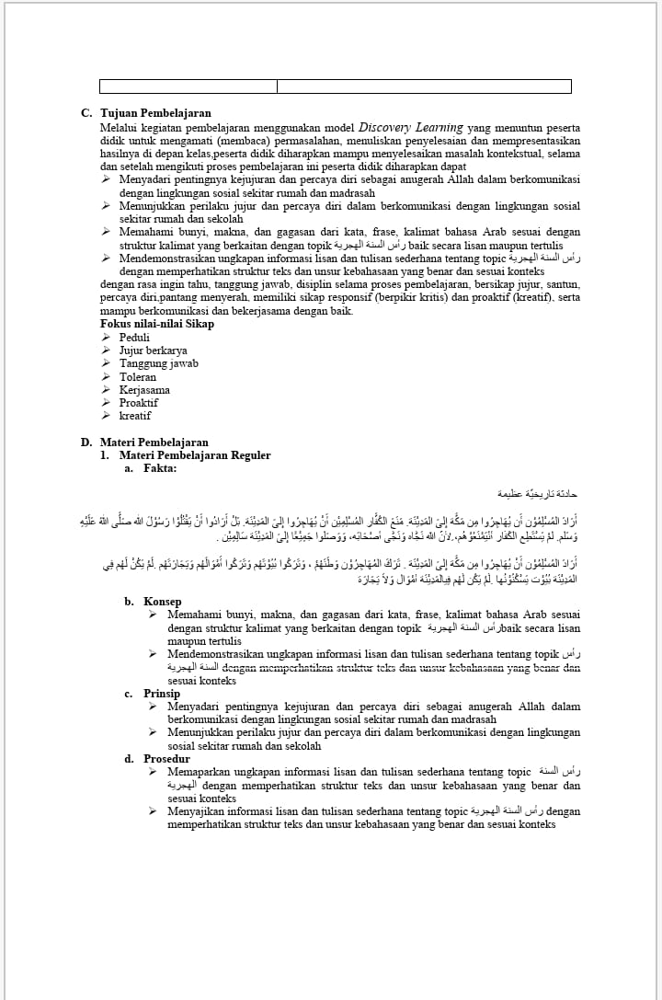 C. Tujuan Pembelajaran
Melalui kegiatan pembelajaran menggunakan model Discovery Learning yang menuntun peserta
didik untuk mengamati (membaca) permasalahan, menuliskan penyelesaian dan mempresentasikan
hasilnya di depan kelas,peserta didik diharapkan mampu menyelesaikan masalah kontekstual, selama
dan setelah mengikuti proses pembelajaran ini peserta didik diharapkan dapat
➢ Menyadari pentingnya kejujuran dan percaya diri sebagai anugerah Allah dalam berkomunikasi
dengan lingkungan sosial sekitar rumah dan madrasah
➢ Menunjukkan perilaku jujur dan percaya diri dalam berkomunikasi dengan lingkungan sosial
sekitar rumah dan sekolah
➢ Memahami bunyi, makna, dan gagasan dari kata, frase, kalimat bahasa Arab sesuai dengan
struktur kalimat yang berkaitan dengan topik رأس السنة الهجرية baik secara lisan maupun tertulis
➢ Mendemonstrasikan ungkapan informasi lisan dan tulisan sederhana tentang topic رأس السنة الهجرية
dengan memperhatikan struktur teks dan unsur kebahasaan yang benar dan sesuai konteks
dengan rasa ingin tahu, tanggung jawab, disiplin selama proses pembelajaran, bersikap jujur, santun,
percaya diri,pantang menyerah, memiliki sikap responsif (berpikir kritis) dan proaktif (kreatif), serta
mampu berkomunikasi dan bekerjasama dengan baik.
Fokus nilai-nilai Sikap
➢ Peduli
➢ Jujur berkarya
➢ Tanggung jawab
➢ Toleran
➢ Kerjasama
➢ Proaktif
➢ kreatif
D. Materi Pembelajaran
1. Materi Pembelajaran Reguler
a. Fakta:
حادثة تاريخيّة عظيمة
أَرَادَ المُسْلِمُوْن أَن يُهَاجِرُوا مِن مَكَّة إِلىَ المَدِيْنَة. مَنَعَ الكُفَّار المُسْلِمِيْن أَنْ يُهَاجِرُوا إِلىَ المَدِيْنَة. بَلْ أَرَادُوا أَنْ يَقْتُلُوْا رَسُوْلَ الله صَلَّى اللهُ عَلَيْهِ
وَسَلَّم. لَمْ يَسْتَطِع الكُفَار أَنْيَمْنَعُوْهُم، لأَنَّ الله نَجَّاه وَنَجَّى أَصْحَابَه، وَوَصَلُوا جَمِيْعًا إِلىَ المَدِيْنَة سَالِمِيْن .
أَرَادَ المُسْلِمُوْن أَنْ يُهَاجِرُوا مِن مَكَّة إِلىَ المَدِيْنَة . تَرَكَ المُهَاجِرُوْن وَطَنَهُمْ ، وَتَرَكُوا بُيُوْتَهم وَتَرَكُوا أَمْوَالَهُم وَتِجَارَتَهم .لَمْ يَكُنْ لَهُم فِي
المَدِيْنَة بُيُوْت يَسْكُنُوْنُها .لَمْ يَكُن لَهُم فِيالمَدِيْنَة أَمْوَال وَلاَ تِجَارَة
b. Konsep
➢ Memahami bunyi, makna, dan gagasan dari kata, frase, kalimat bahasa Arab sesuai
dengan struktur kalimat yang berkaitan dengan topik رأس السنة الهجرية baik secara lisan
maupun tertulis
➢ Mendemonstrasikan ungkapan informasi lisan dan tulisan sederhana tentang topik رأس
السنة الهجرية dengan memperhatikan struktur teks dan unsur kebahasaan yang benar dan
sesuai konteks
c. Prinsip
➢ Menyadari pentingnya kejujuran dan percaya diri sebagai anugerah Allah dalam
berkomunikasi dengan lingkungan sosial sekitar rumah dan madrasah
➢ Menunjukkan perilaku jujur dan percaya diri dalam berkomunikasi dengan lingkungan
sosial sekitar rumah dan sekolah
d. Prosedur
➢ Memaparkan ungkapan informasi lisan dan tulisan sederhana tentang topic رأس السنة
الهجرية dengan memperhatikan struktur teks dan unsur kebahasaan yang benar dan
sesuai konteks
➢ Menyajikan informasi lisan dan tulisan sederhana tentang topic رأس السنة الهجرية dengan
memperhatikan struktur teks dan unsur kebahasaan yang benar dan sesuai konteks